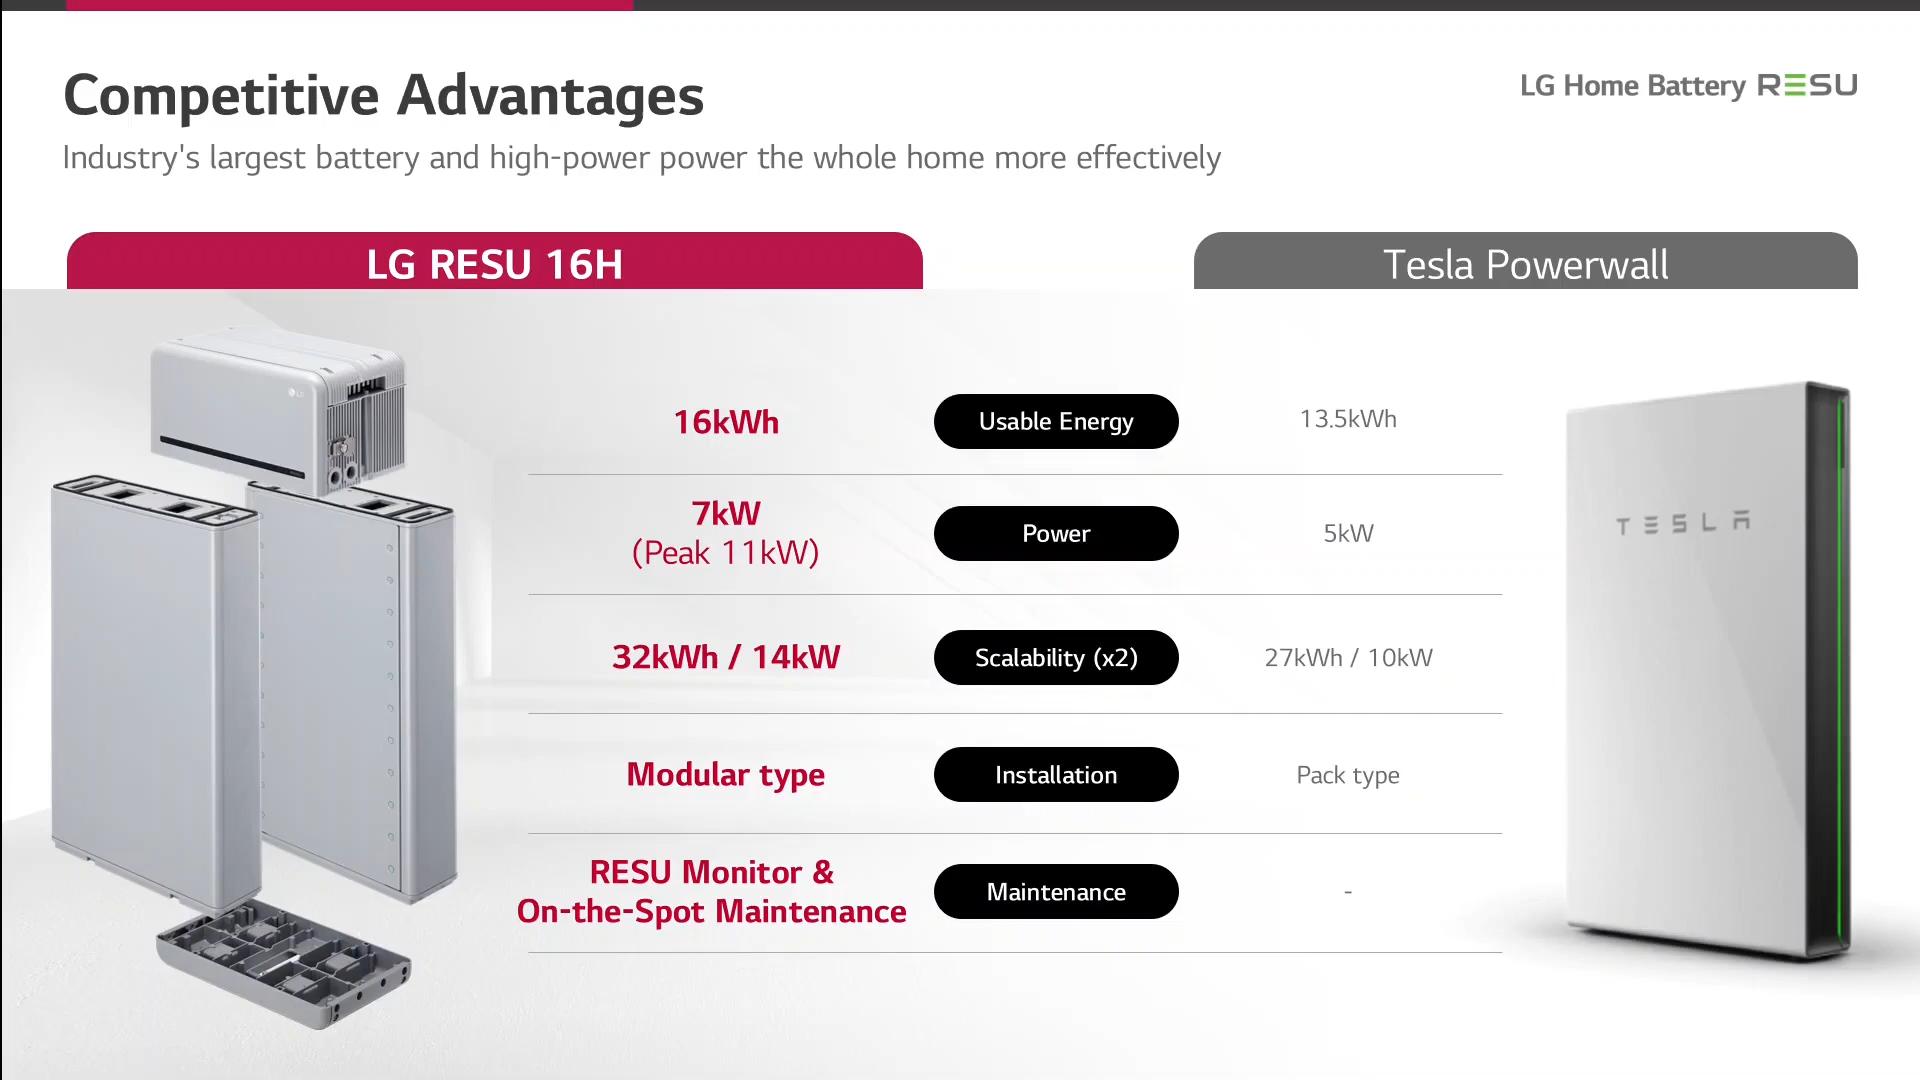 Competitive Advantages
LG Home Battery RESU
Industry's largest battery and high-power power the whole home more effectively
LG RESU 16H
Tesla Powerwall
LG
16kWh
Usable Energy
13.5kWh
7kW
(Peak 11kW)
Power
5kW
TESLA
32kWh / 14kW
Scalability (x2)
27kWh / 10kW
Modular type
Installation
Pack type
RESU Monitor &
On-the-Spot Maintenance
Maintenance
-